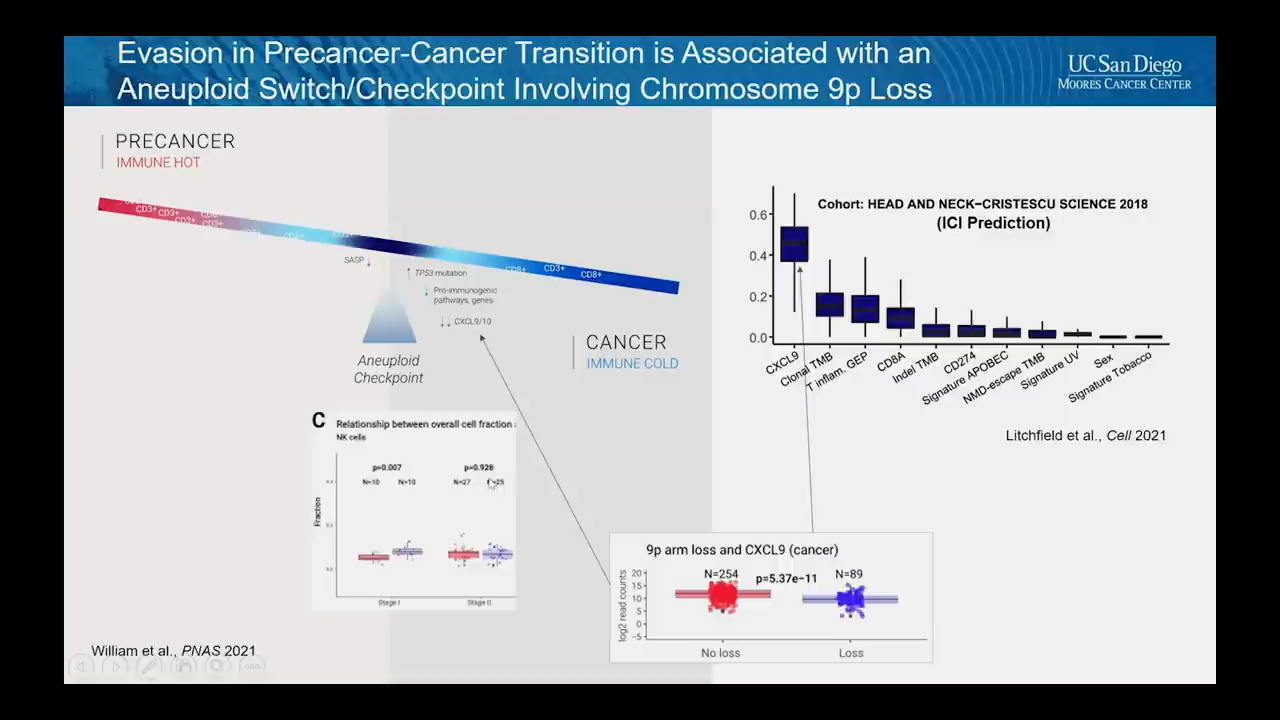 Evasion in Precancer-Cancer Transition is Associated with an
Aneuploid Switch/Checkpoint Involving Chromosome 9p Loss
UC San Diego
MOORES CANCER CENTER
PRECANCER
IMMUNE HOT
CD3+ CD3+
CD3+ CD3+
SASP ↓
↑ TP53 mutation
↓ Pro-immunogenic
pathways, genes
↓↓ CXCL9/10
CD8+ CD3+ CD8+
Aneuploid
Checkpoint
CANCER
IMMUNE COLD
Cohort: HEAD AND NECK−CRISTESCU SCIENCE 2018
(ICI Prediction)
0.6
0.4
0.2
0.0
CXCL9
Clonal TMB
T inflam. GEP
CD8A
Indel TMB
CD274
Signature APOBEC
NMD-escape TMB
Signature UV
Sex
Signature Tobacco
Litchfield et al., Cell 2021
C Relationship between overall cell fraction
NK cells
p=0.007 p=0.928
N=10 N=10 N=27
Fraction
Stage I Stage II
9p arm loss and CXCL9 (cancer)
N=254 p=5.37e−11 N=89
log2 read counts
20
15
10
5
0
−5
No loss Loss
William et al., PNAS 2021